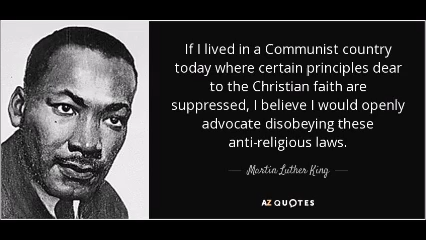 If I lived in a Communist country
today where certain principles dear
to the Christian faith are
suppressed, I believe I would openly
advocate disobeying these
anti-religious laws.
Martin Luther King
AZ QUOTES